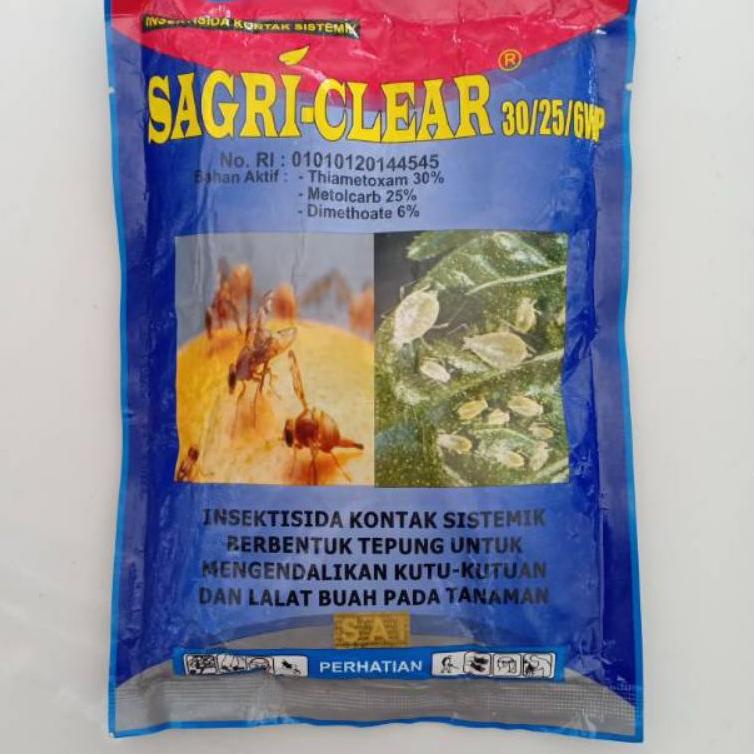 INSEKTISIDA KONTAK SISTEMIK
SAGRI-CLEAR ®
30/25/6WP
No. RI : 01010120144545
Bahan Aktif : - Thiametoxam 30%
- Metolcarb 25%
- Dimethoate 6%
INSEKTISIDA KONTAK SISTEMIK
BERBENTUK TEPUNG UNTUK
MENGENDALIKAN KUTU-KUTUAN
DAN LALAT BUAH PADA TANAMAN
SAI
PERHATIAN